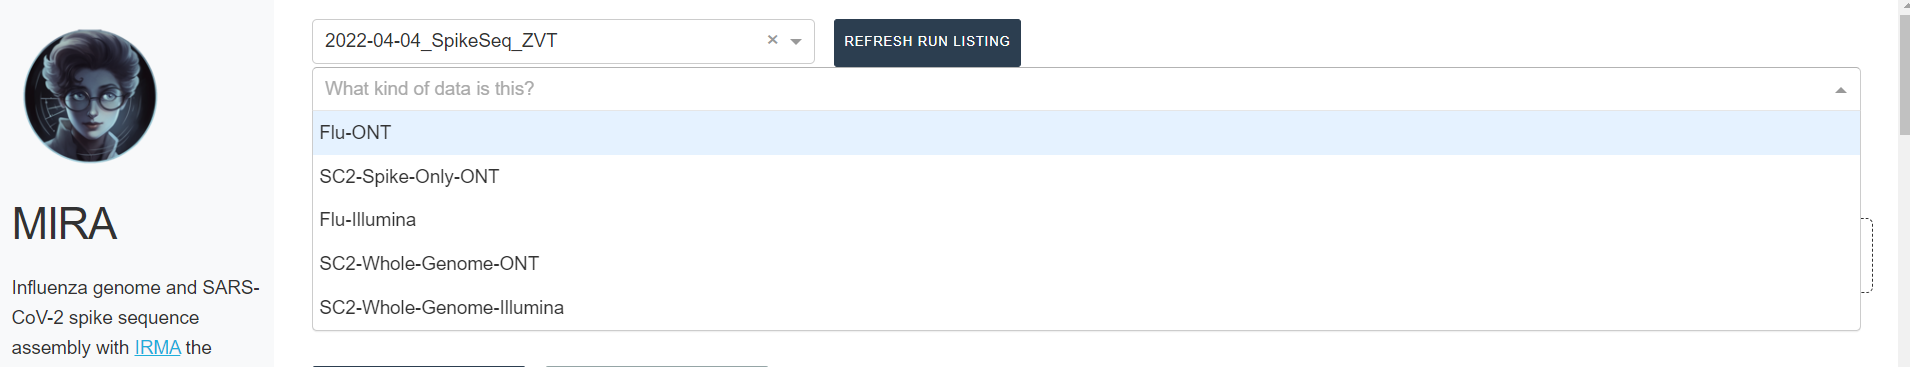 2022-04-04_SpikeSeq_ZVT
REFRESH RUN LISTING
What kind of data is this?
Flu-ONT
SC2-Spike-Only-ONT
Flu-Illumina
SC2-Whole-Genome-ONT
SC2-Whole-Genome-Illumina
MIRA
Influenza genome and SARS-
CoV-2 spike sequence
assembly with IRMA the